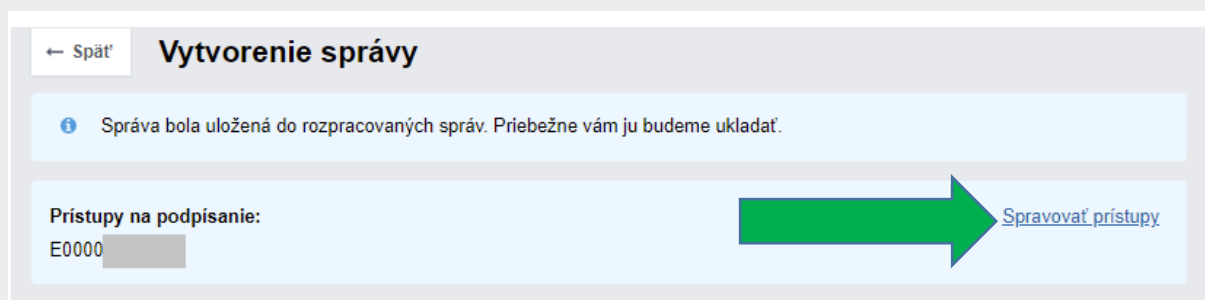 ← Späť
Vytvorenie správy
Správa bola uložená do rozpracovaných správ. Priebežne vám ju budeme ukladať.
Prístupy na podpísanie:
Spravovať prístupy
E0000